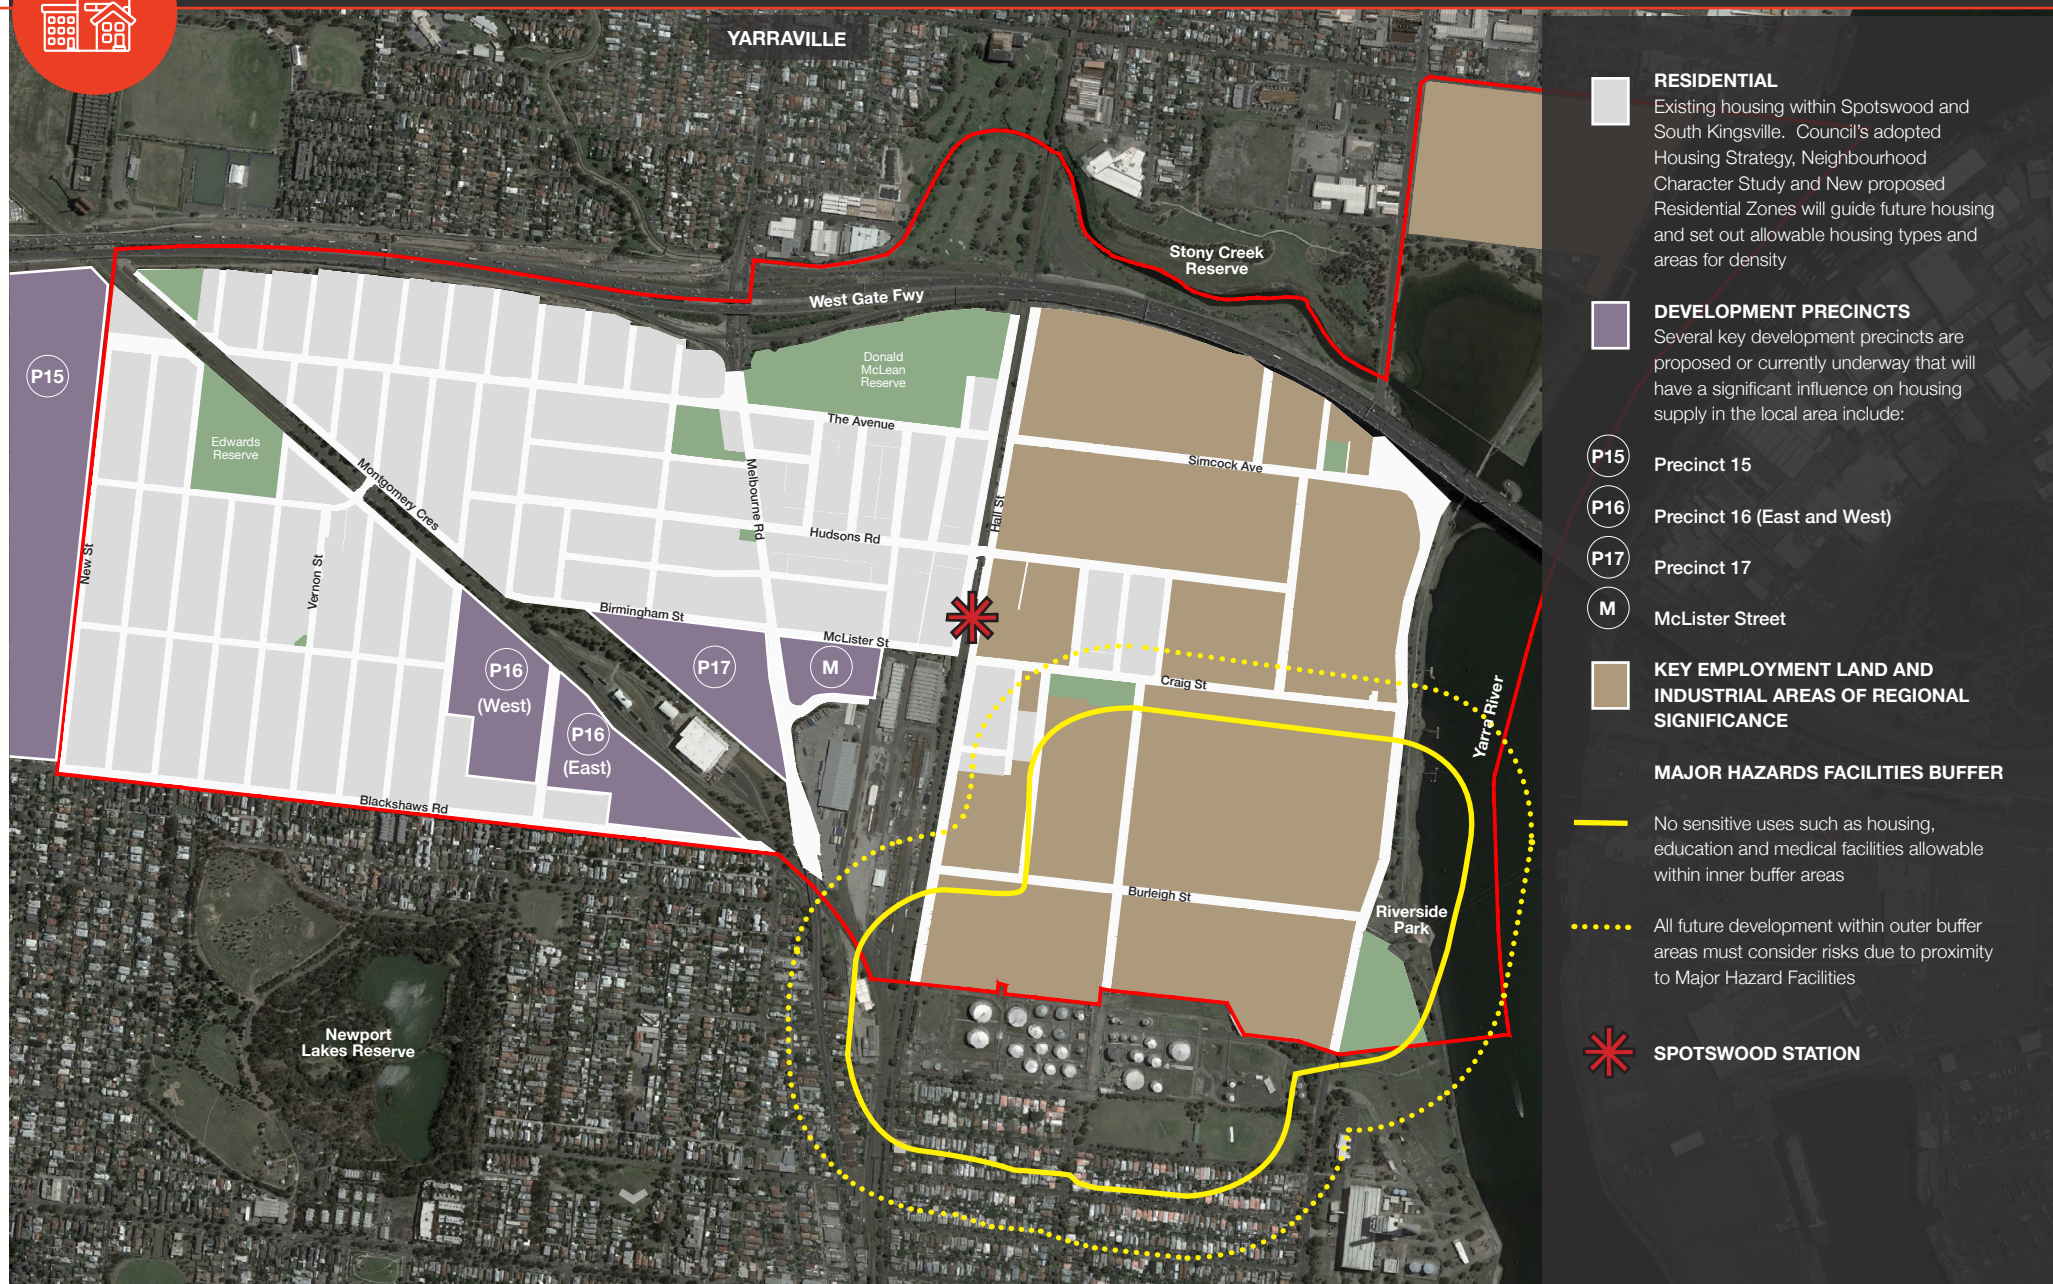 YARRAVILLE
Stony Creek
Reserve
West Gate Fwy
Donald
McLean
Reserve
P15
The Avenue
Edwards
Reserve
Simcock Ave
Montgomery Cres
Melbourne Rd
Hall St
Hudsons Rd
New St
Vernon St
Birmingham St
McLister St
P16
(West)
P17
M
Craig St
Yarra River
P16
(East)
Blackshaws Rd
Burleigh St
Riverside
Park
Newport
Lakes Reserve
RESIDENTIAL
Existing housing within Spotswood and
South Kingsville. Council's adopted
Housing Strategy, Neighbourhood
Character Study and New proposed
Residential Zones will guide future housing
and set out allowable housing types and
areas for density
DEVELOPMENT PRECINCTS
Several key development precincts are
proposed or currently underway that will
have a significant influence on housing
supply in the local area include:
P15 Precinct 15
P16 Precinct 16 (East and West)
P17 Precinct 17
M McLister Street
KEY EMPLOYMENT LAND AND
INDUSTRIAL AREAS OF REGIONAL
SIGNIFICANCE
MAJOR HAZARDS FACILITIES BUFFER
No sensitive uses such as housing,
education and medical facilities allowable
within inner buffer areas
All future development within outer buffer
areas must consider risks due to proximity
to Major Hazard Facilities
SPOTSWOOD STATION